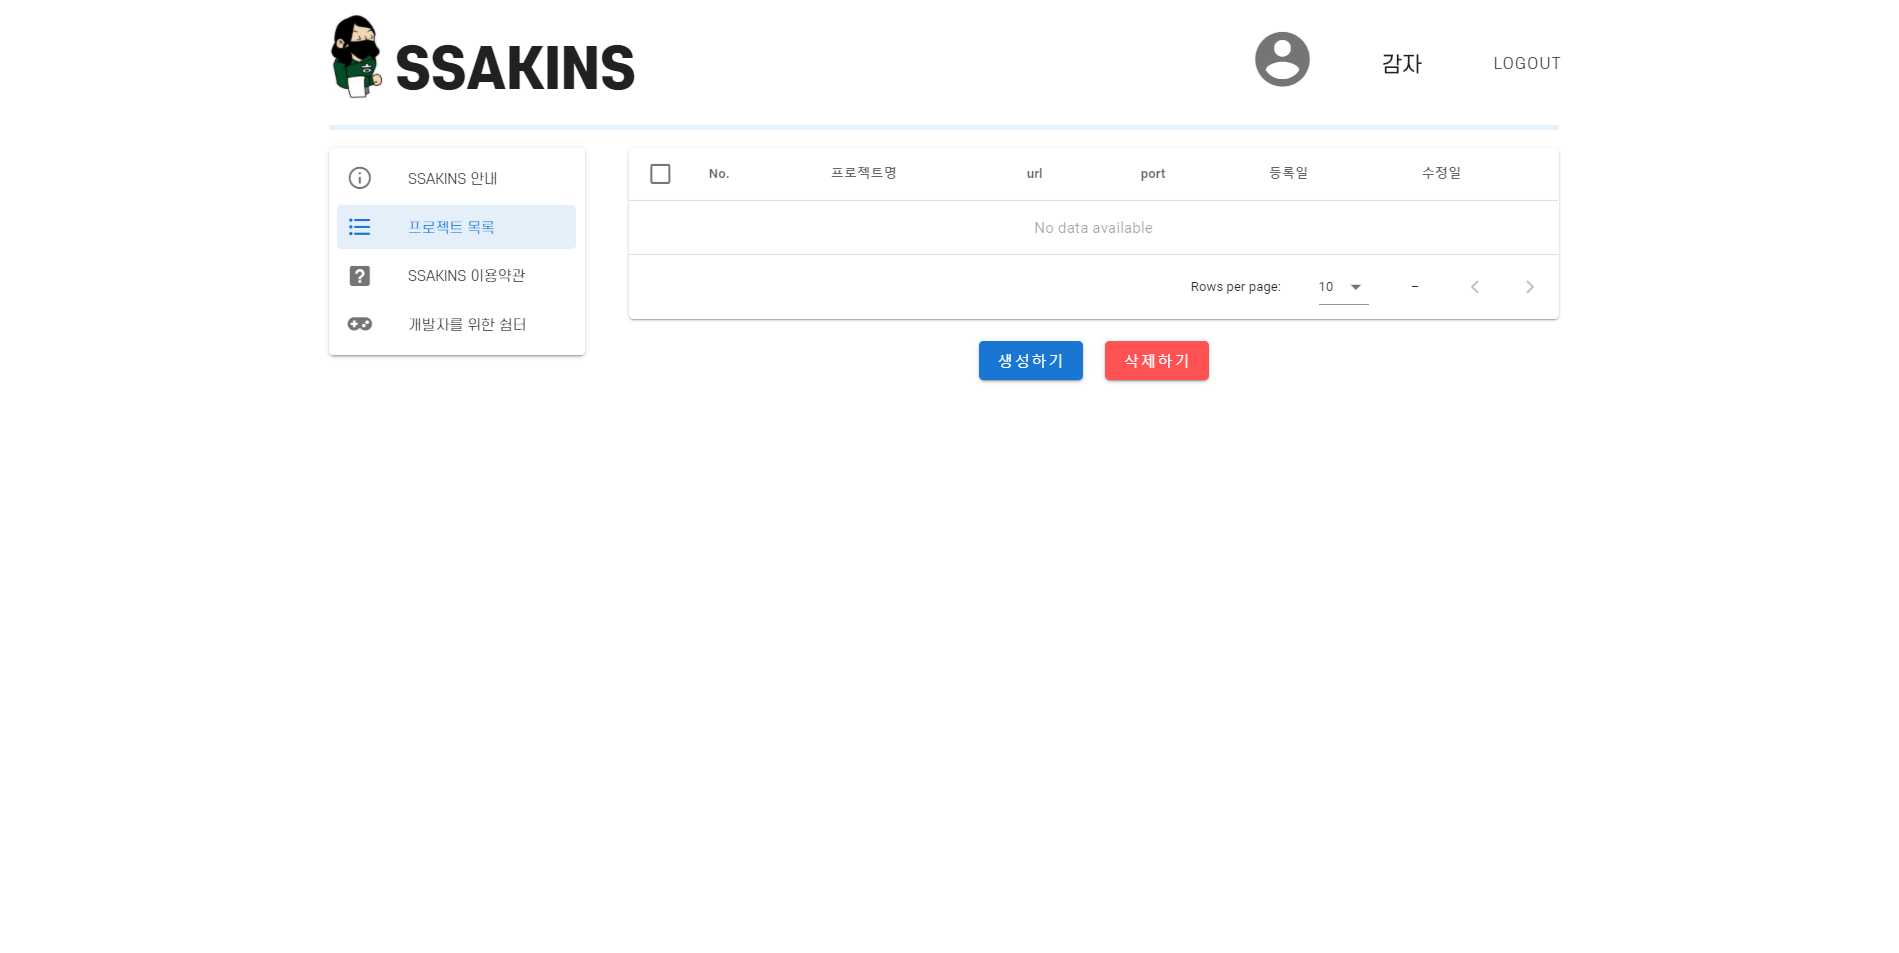 SSAKINS
감자
LOGOUT
SSAKINS 안내
프로젝트 목록
SSAKINS 이용약관
개발자를 위한 쉼터
No. 프로젝트명 url port 등록일 수정일
No data available
Rows per page: 10 –
생성하기 삭제하기